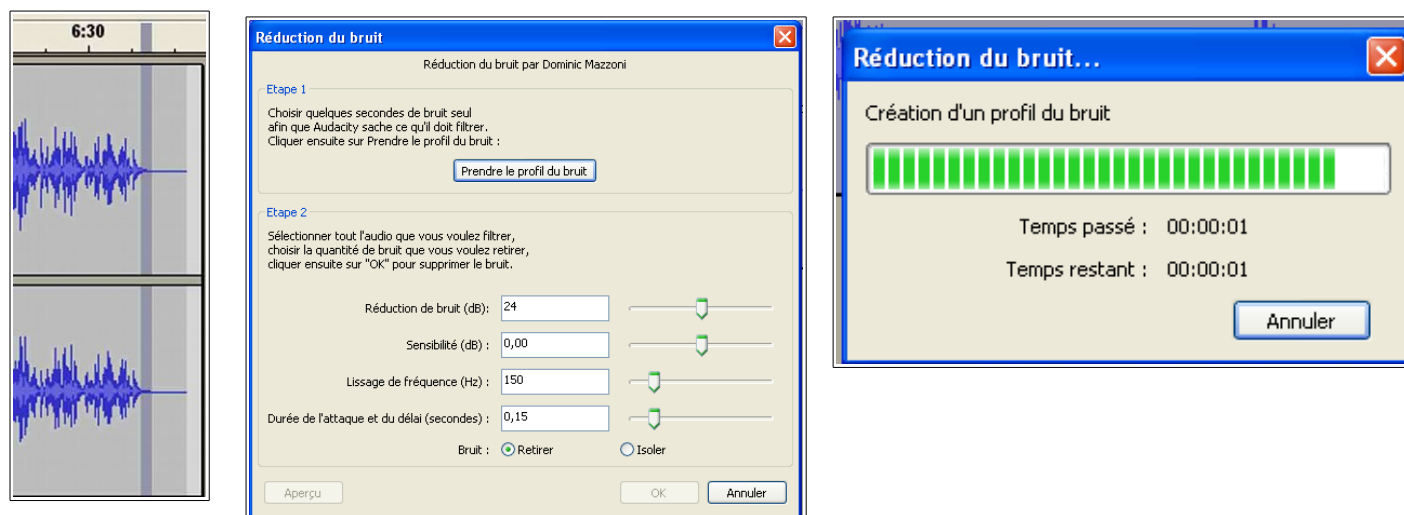 6:30
Réduction du bruit
Réduction du bruit par Dominic Mazzoni
Etape 1
Choisir quelques secondes de bruit seul
afin que Audacity sache ce qu'il doit filtrer.
Cliquer ensuite sur Prendre le profil du bruit :
Prendre le profil du bruit
Etape 2
Sélectionner tout l'audio que vous voulez filtrer,
choisir la quantité de bruit que vous voulez retirer,
cliquer ensuite sur "OK" pour supprimer le bruit.
Réduction de bruit (dB): 24
Sensibilité (dB) : 0,00
Lissage de fréquence (Hz) : 150
Durée de l'attaque et du délai (secondes) : 0,15
Bruit : Retirer Isoler
Aperçu OK Annuler
Réduction du bruit...
Création d'un profil du bruit
Temps passé : 00:00:01
Temps restant : 00:00:01
Annuler